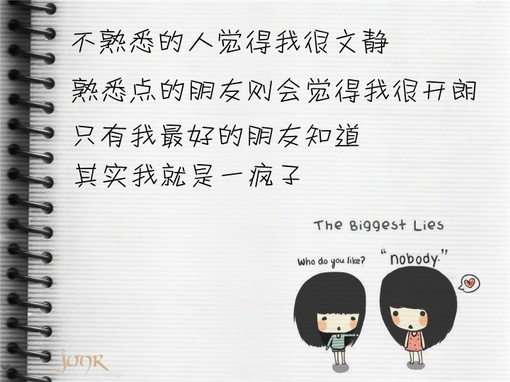 不熟悉的人觉得我很文静
熟悉点的朋友则会觉得我很开朗
只有我最好的朋友知道
其实我就是一疯子
The Biggest Lies
Who do you like?
"nobody."
junk